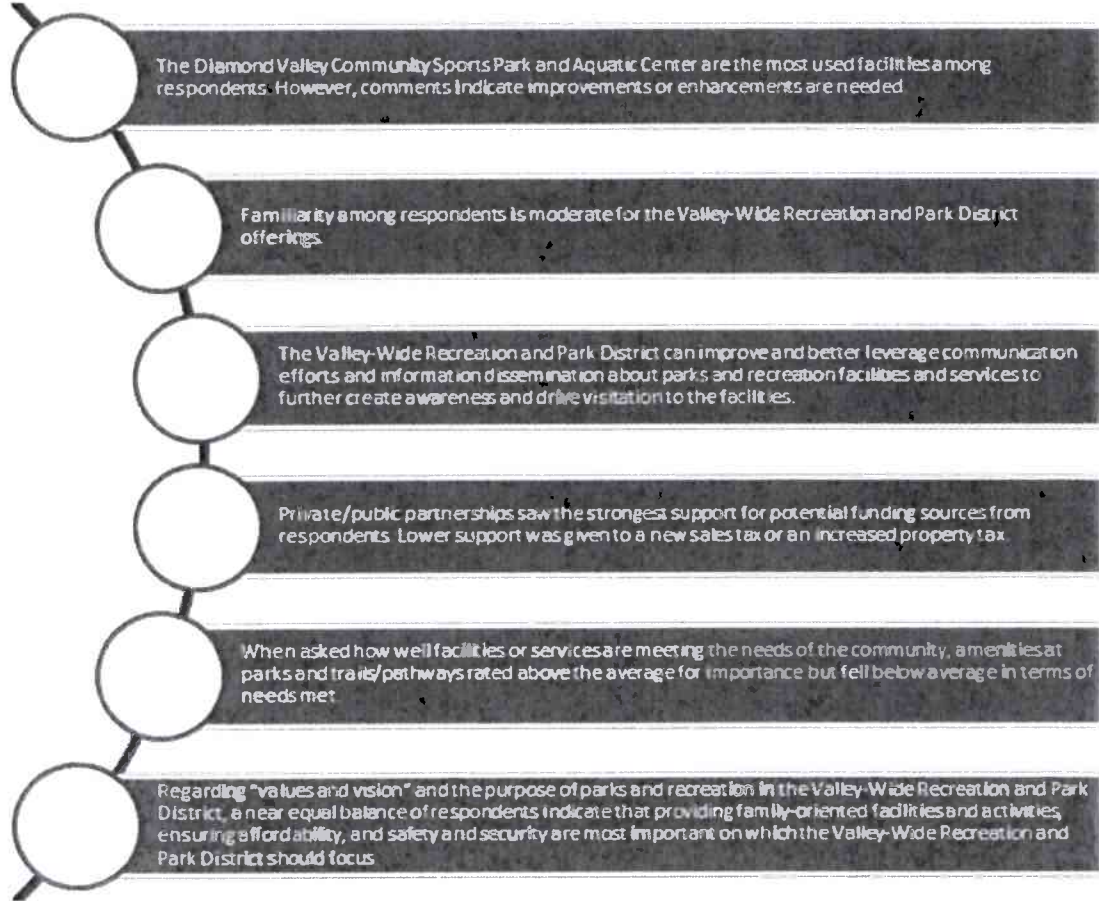 The Diamond Valley Community Sports Park and Aquatic Center are the most used facilities among
respondents. However, comments indicate improvements or enhancements are needed
Familiarity among respondents is moderate for the Valley-Wide Recreation and Park District
offerings.
The Valley-Wide Recreation and Park District can improve and better leverage communication
efforts and information dissemination about parks and recreation facilities and services to
further create awareness and drive visitation to the facilities.
Private/public partnerships saw the strongest support for potential funding sources from
respondents. Lower support was given to a new sales tax or an increased property tax.
When asked how well facilities or services are meeting the needs of the community, amenities at
parks and trails/pathways rated above the average for importance but fell below average in terms of
needs met
Regarding "values and vision" and the purpose of parks and recreation in the Valley-Wide Recreation and Park
District, a near equal balance of respondents indicate that providing family-oriented facilities and activities,
ensuring affordability, and safety and security are most important on which the Valley-Wide Recreation and
Park District should focus